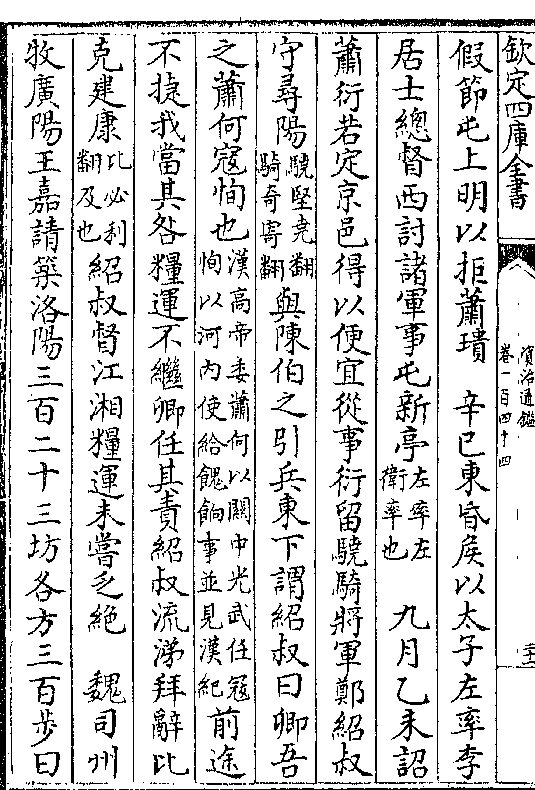 欽定四庫全書
資治通鑑
卷一百四十四
假節屯上明以拒蕭璝　辛巳東昏侯以太子左率李
居士總督西討諸軍事屯新亭左率左衛率也　九月乙未詔
蕭衍若定京邑得以便宜從事衍留驍騎將軍鄭紹叔
守尋陽驍堅堯翻騎奇寄翻與陳伯之引兵東下謂紹叔曰卿吾
之蕭何寇恂也漢高帝委蕭何以關中光武任寇恂以河内使給餽餉事並見漢紀前途
不捷我當其咎糧運不繼卿任其責紹叔流涕拜辭比
克建康比必利翻及也紹叔督江湘糧運未嘗乏絶　魏司州
牧廣陽王嘉請築洛陽三百二十三坊各方三百步曰